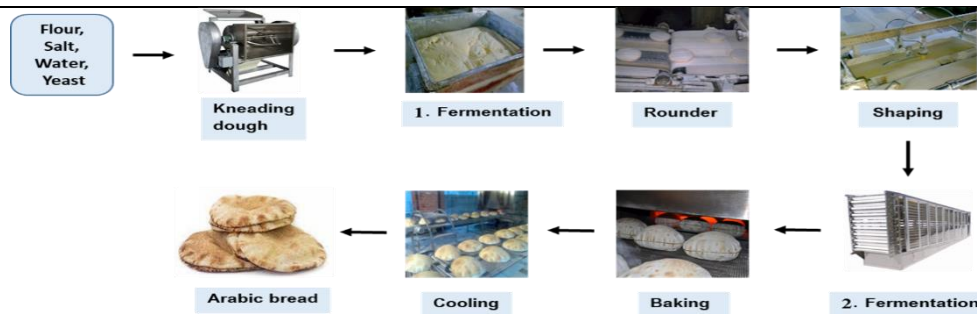 Flour,
Salt,
Water,
Yeast
Kneading
dough
1. Fermentation
Rounder
Shaping
2. Fermentation
Baking
Cooling
Arabic bread